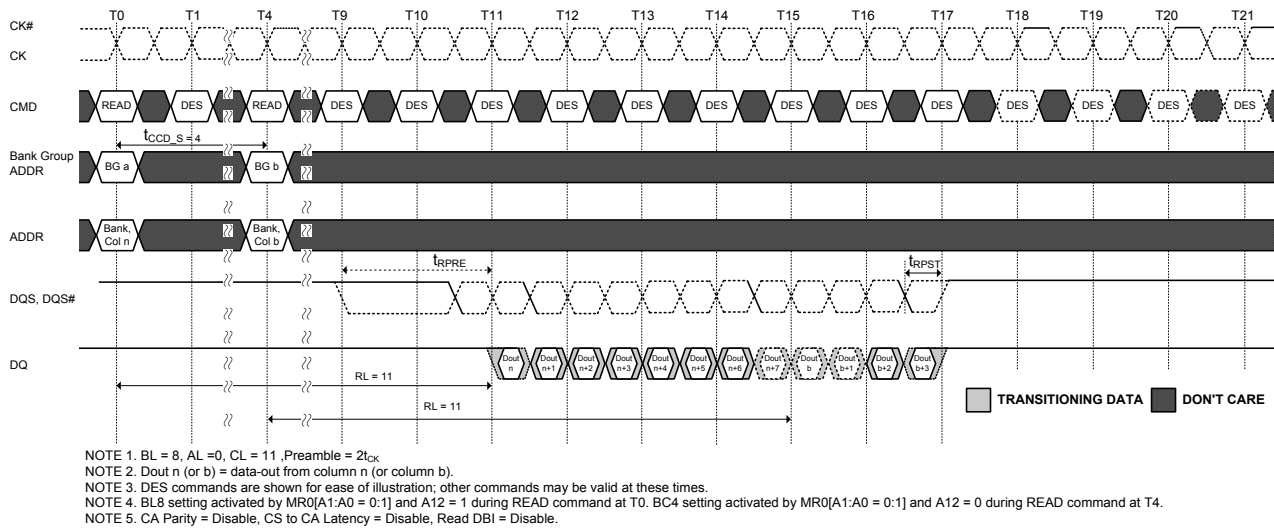 T0 T1 T4 T9 T10 T11 T12 T13 T14 T15 T16 T17 T18 T19 T20 T21
CK#
CK
CMD
READ DES READ DES DES DES DES DES DES DES DES DES DES DES DES DES
tCCD_S = 4
Bank Group
ADDR
BG a BG b
ADDR
Bank,
Col n
Bank,
Col b
tRPRE
tRPST
DQS, DQS#
DQ
Dout
n
Dout
n+1
Dout
n+2
Dout
n+3
Dout
n+4
Dout
n+5
Dout
n+6
Dout
n+7
Dout
b
Dout
b+1
Dout
b+2
Dout
b+3
RL = 11
RL = 11
TRANSITIONING DATA DON'T CARE
NOTE 1. BL = 8, AL =0, CL = 11 ,Preamble = 2tCK
NOTE 2. Dout n (or b) = data-out from column n (or column b).
NOTE 3. DES commands are shown for ease of illustration; other commands may be valid at these times.
NOTE 4. BL8 setting activated by MR0[A1:A0 = 0:1] and A12 = 1 during READ command at T0. BC4 setting activated by MR0[A1:A0 = 0:1] and A12 = 0 during READ command at T4.
NOTE 5. CA Parity = Disable, CS to CA Latency = Disable, Read DBI = Disable.